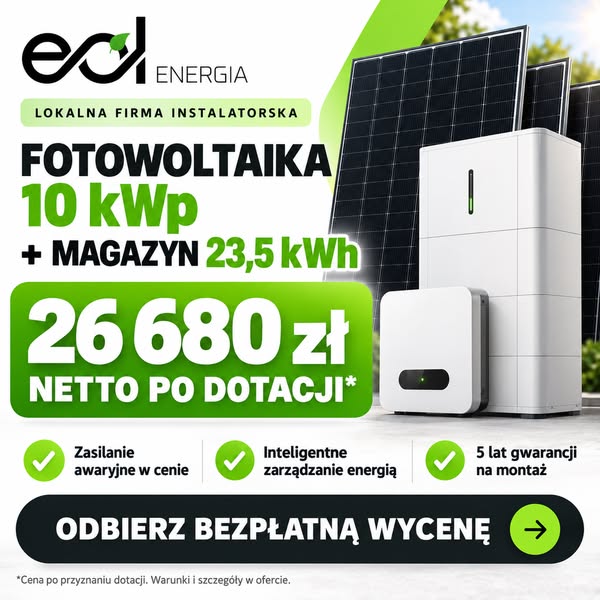 eol ENERGIA
LOKALNA FIRMA INSTALATORSKA
FOTOWOLTAIKA
10 kWp
+ MAGAZYN 23,5 kWh
26 680 zł
NETTO PO DOTACJI*
Zasilanie
awaryjne w cenie
Inteligentne
zarządzanie energią
5 lat gwarancji
na montaż
ODBIERZ BEZPŁATNĄ WYCENĘ
*Cena po przyznaniu dotacji. Warunki i szczegóły w ofercie.